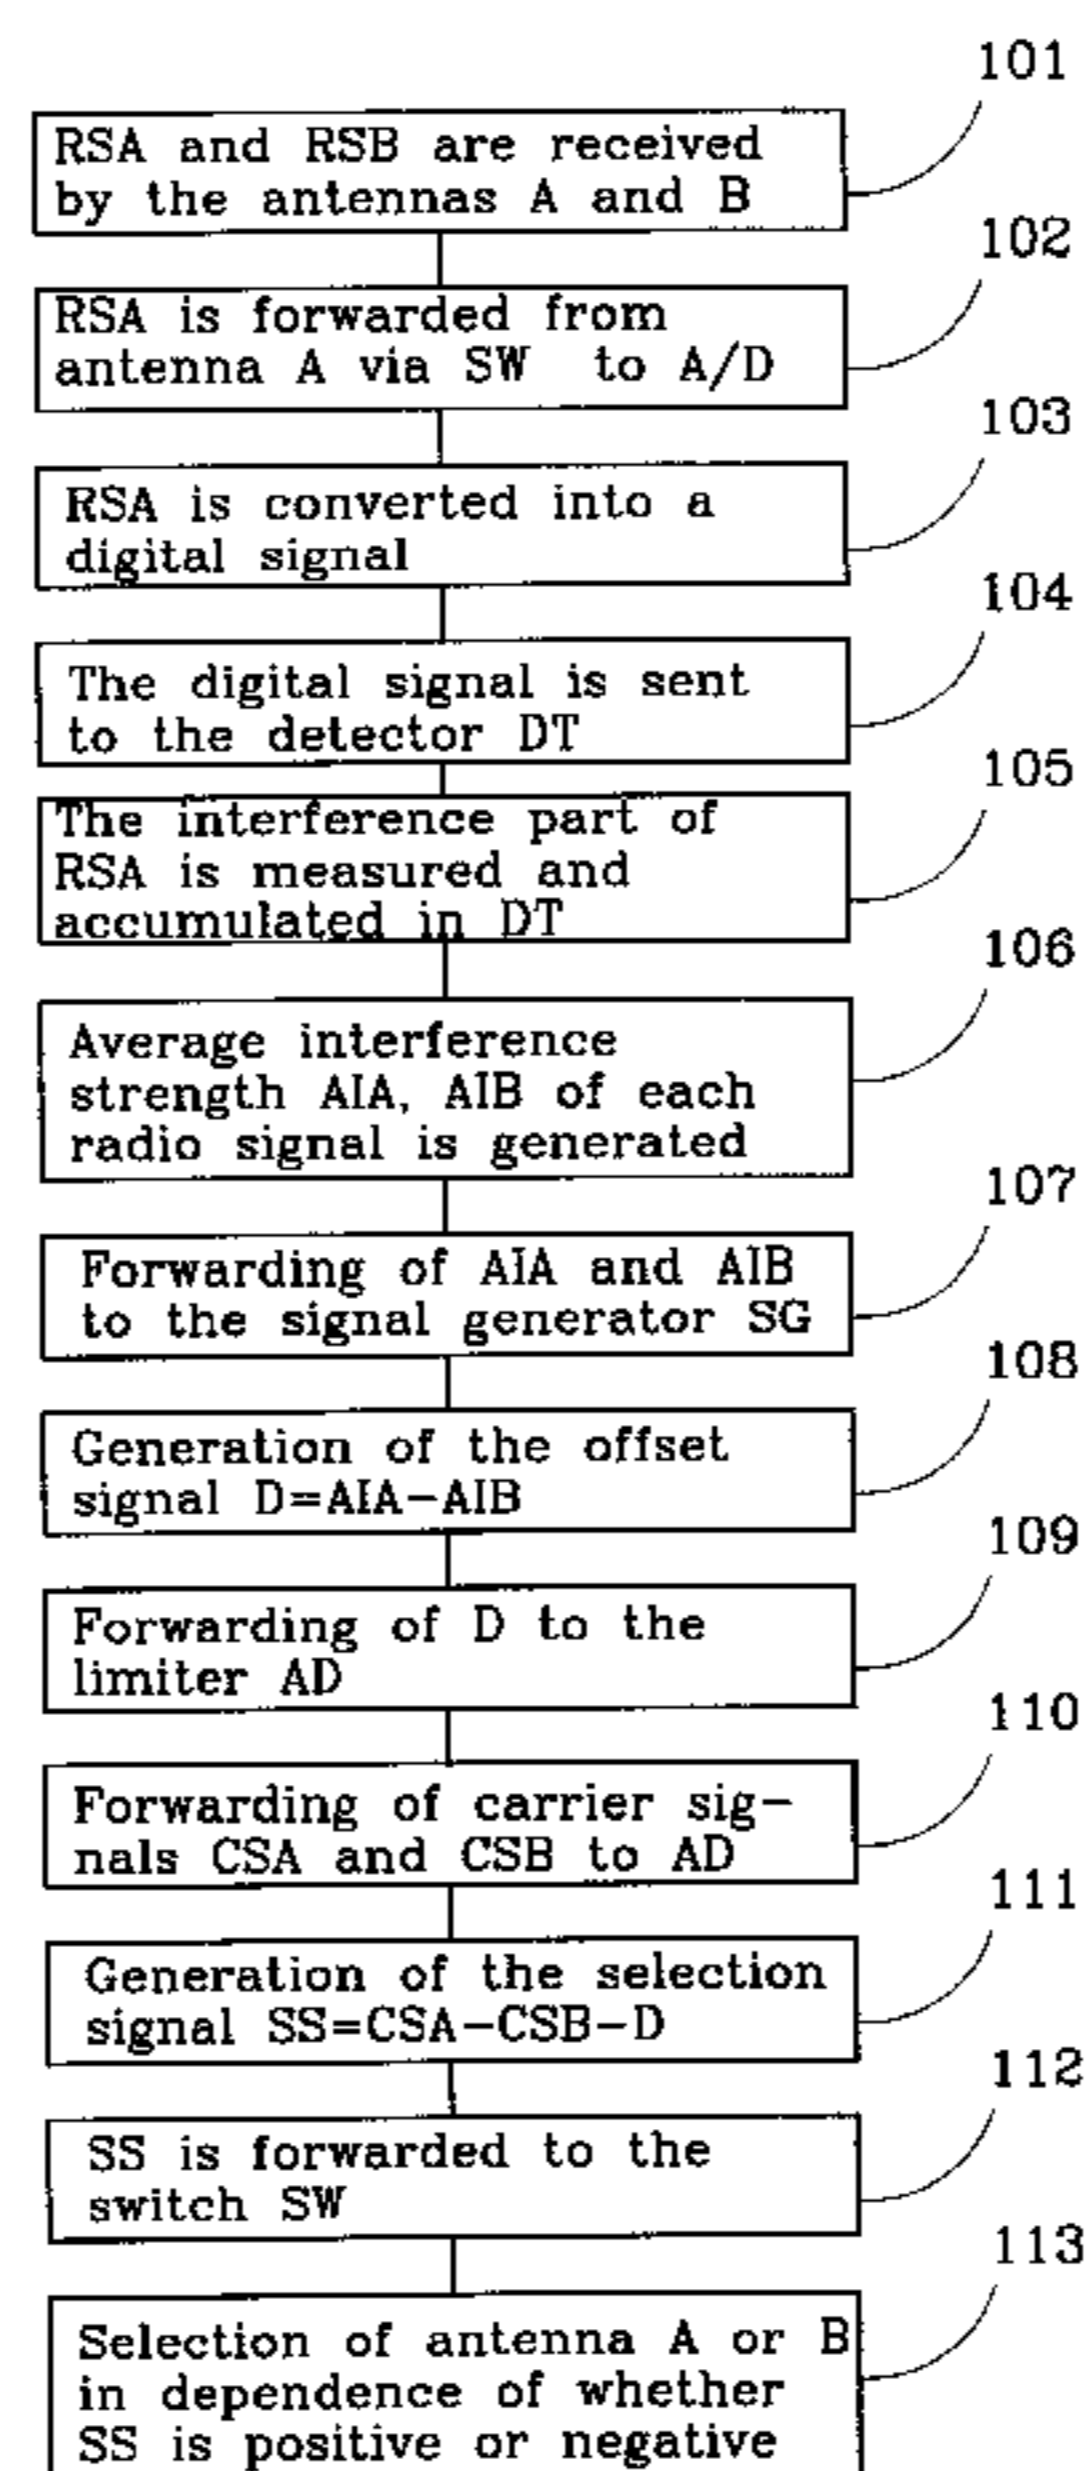 101
RSA and RSB are received
by the antennas A and B
102
RSA is forwarded from
antenna A via SW to A/D
103
RSA is converted into a
digital signal
104
The digital signal is sent
to the detector DT
105
The interference part of
RSA is measured and
accumulated in DT
106
Average interference
strength AIA, AIB of each
radio signal is generated
107
Forwarding of AIA and AIB
to the signal generator SG
108
Generation of the offset
signal D=AIA-AIB
109
Forwarding of D to the
limiter AD
110
Forwarding of carrier sig-
nals CSA and CSB to AD
111
Generation of the selection
signal SS=CSA-CSB-D
112
SS is forwarded to the
switch SW
113
Selection of antenna A or B
in dependence of whether
SS is positive or negative